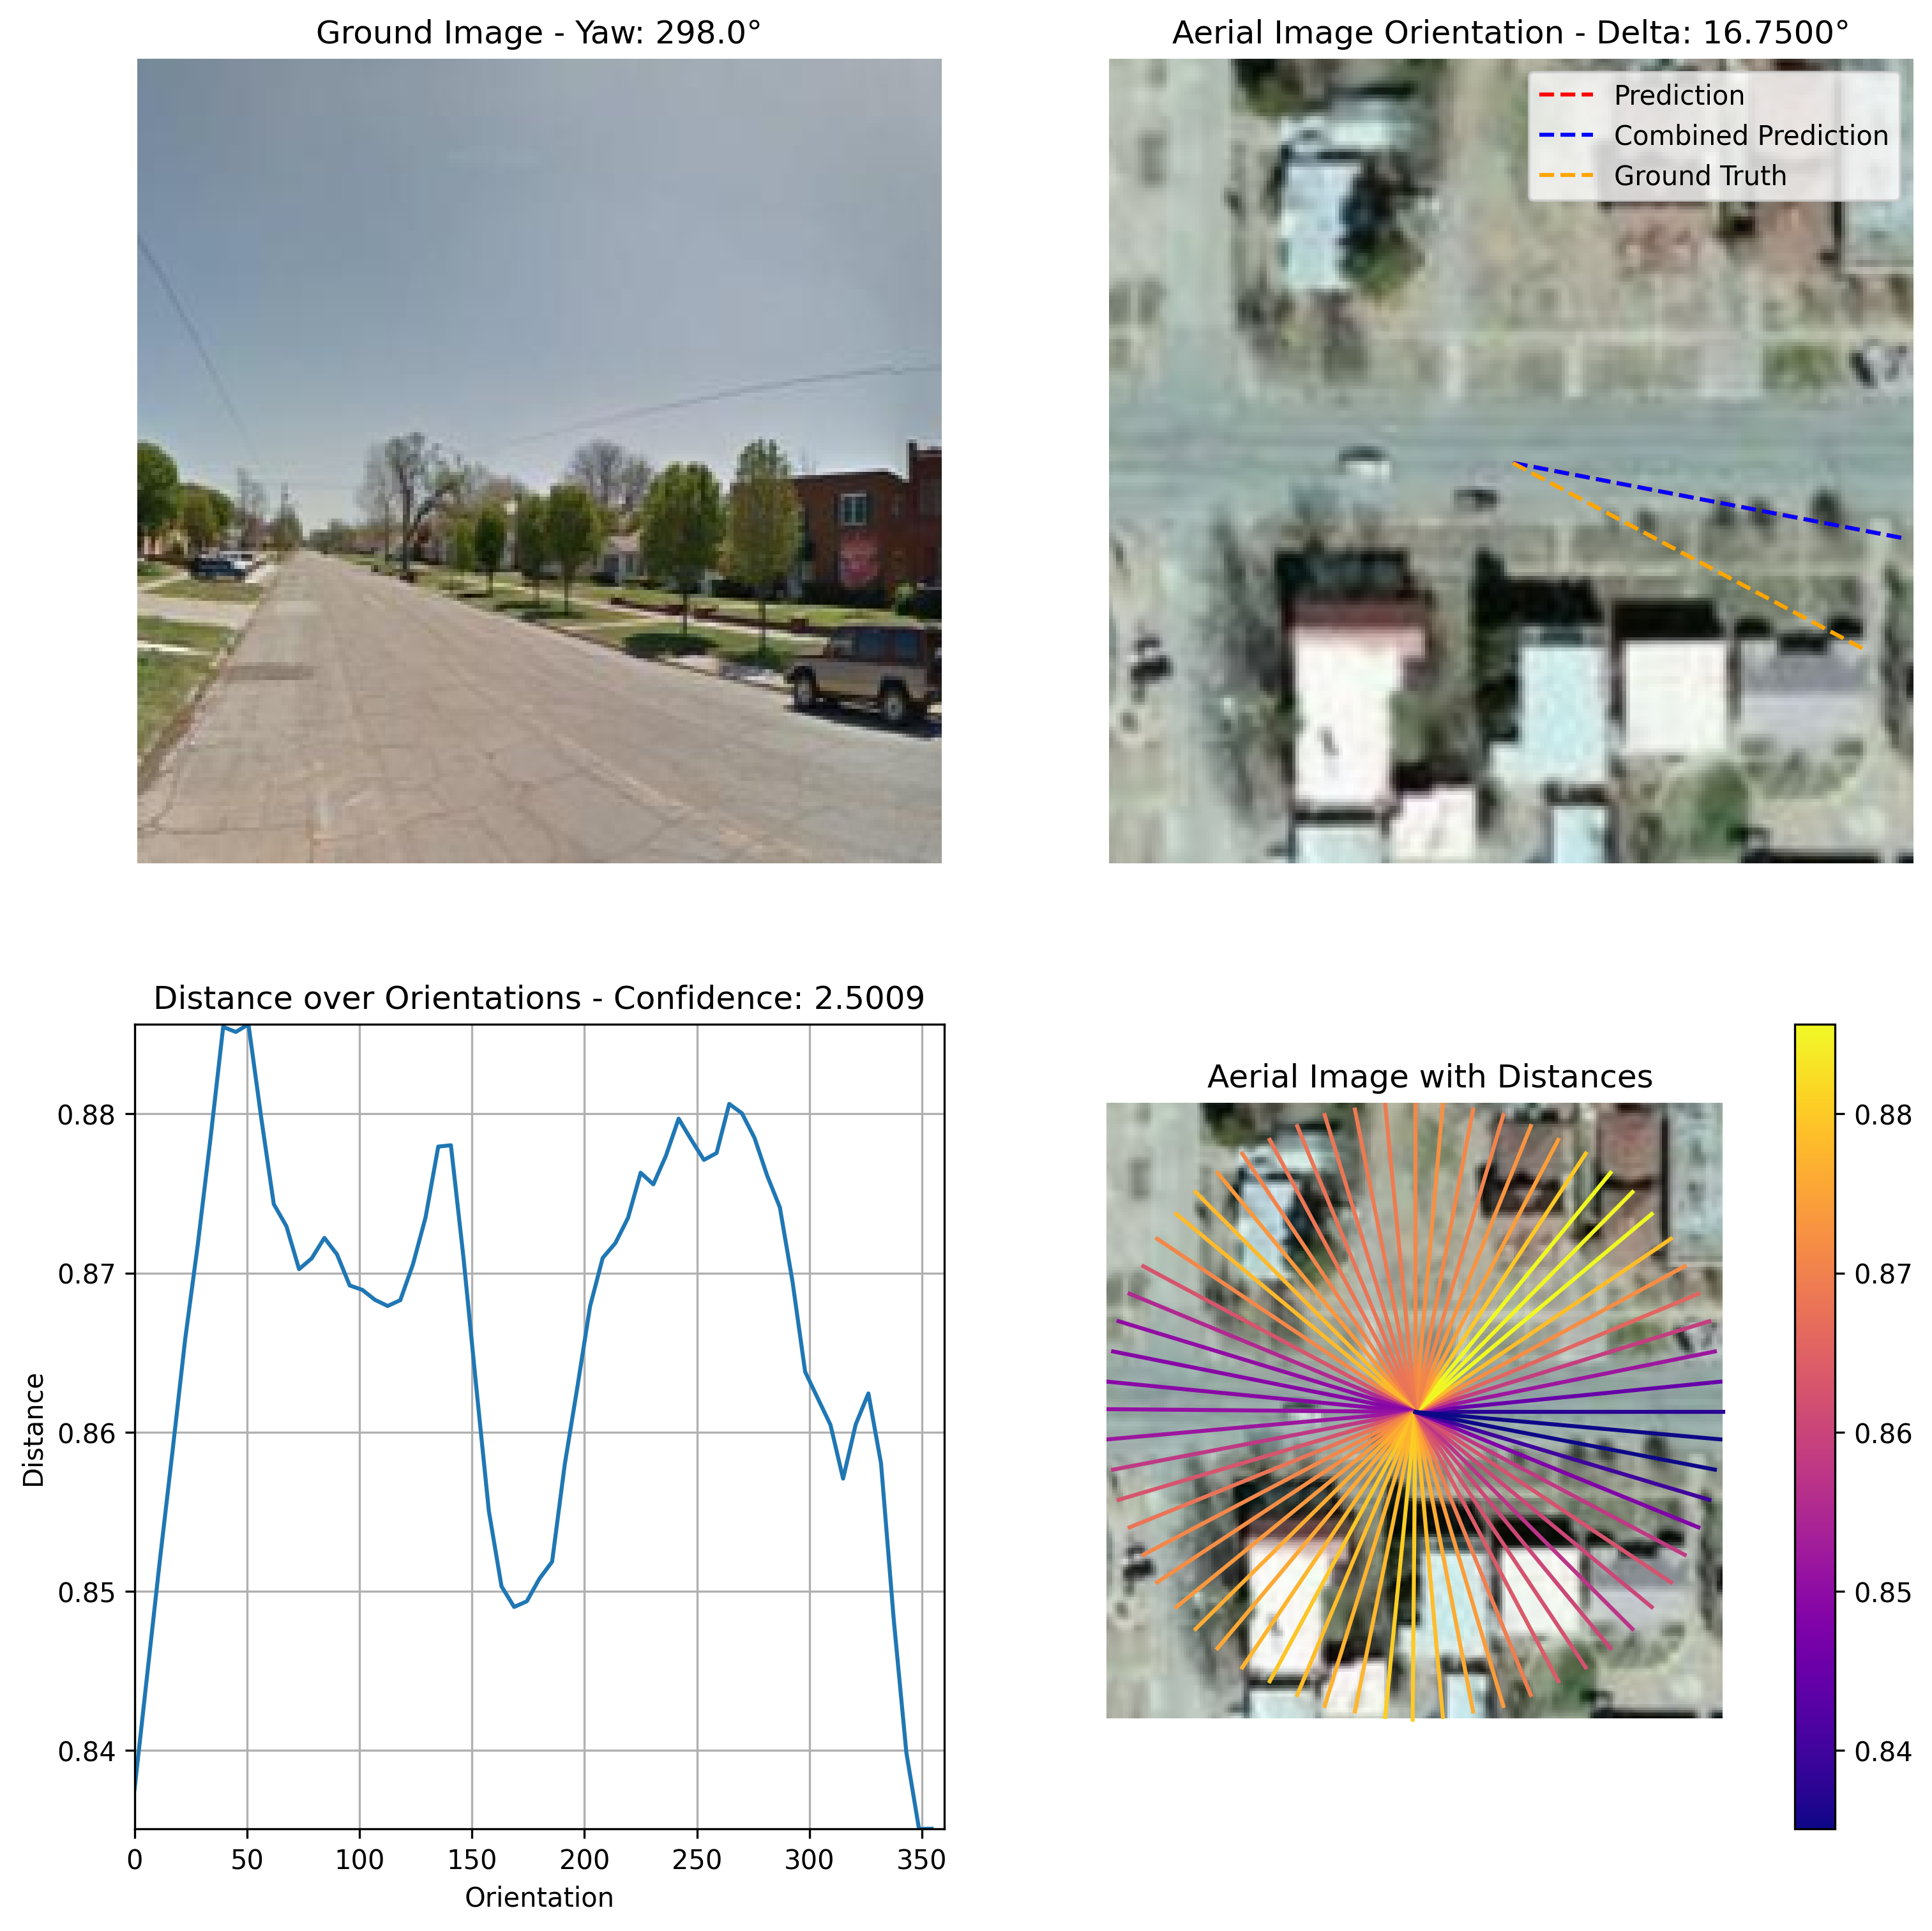 Ground Image - Yaw: 298.0°
Aerial Image Orientation - Delta: 16.7500°
Prediction
Combined Prediction
Ground Truth
Distance over Orientations - Confidence: 2.5009
Distance
0.88
0.87
0.86
0.85
0.84
0
50
100
150
200
250
300
350
Orientation
Aerial Image with Distances
0.88
0.87
0.86
0.85
0.84